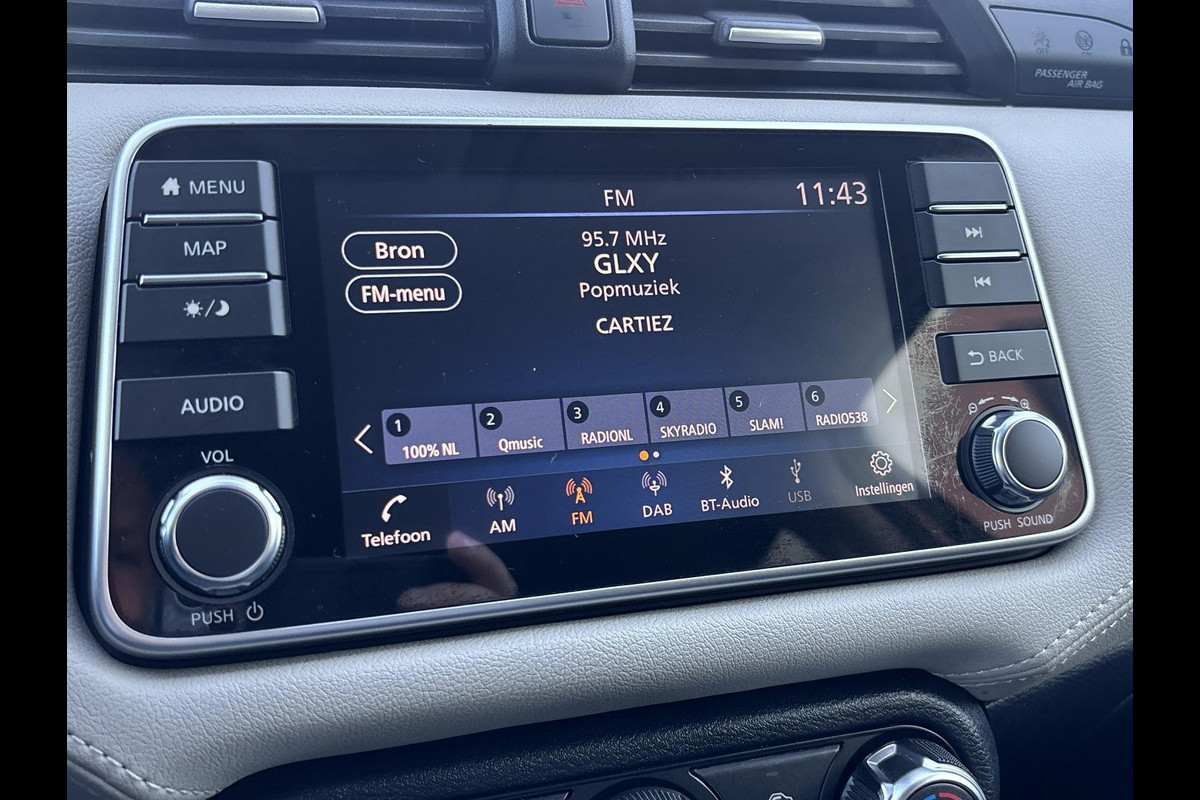 PASSENGER
AIR BAG
OFF
MENU
MAP
AUDIO
VOL
PUSH
FM
11:43
Bron
FM-menu
95.7 MHz
GLXY
Popmuziek
CARTIEZ
1 100% NL
2 Qmusic
3 RADIONL
4 SKYRADIO
5 SLAM!
6 RADIO538
Telefoon
AM
FM
DAB
BT-Audio
USB
Instellingen
BACK
PUSH SOUND